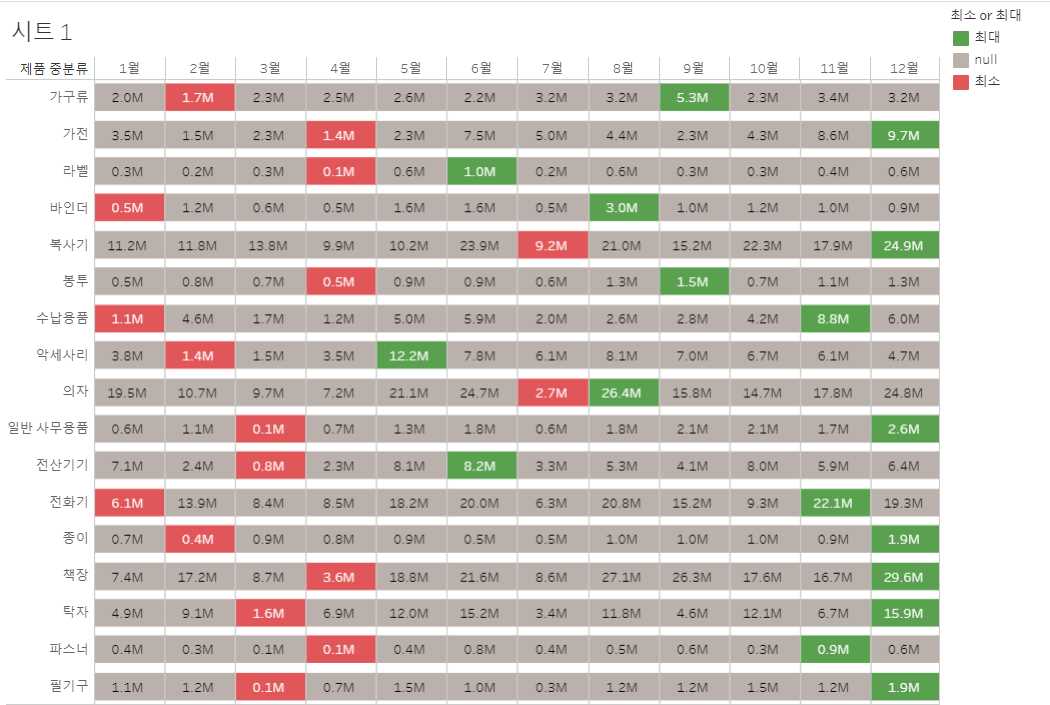 시트 1
최소 or 최대
최대
null
최소
제품 중분류 1월 2월 3월 4월 5월 6월 7월 8월 9월 10월 11월 12월
가구류 2.0M 1.7M 2.3M 2.5M 2.6M 2.2M 3.2M 3.2M 5.3M 2.3M 3.4M 3.2M
가전 3.5M 1.5M 2.3M 1.4M 2.3M 7.5M 5.0M 4.4M 2.3M 4.3M 8.6M 9.7M
라벨 0.3M 0.2M 0.3M 0.1M 0.6M 1.0M 0.2M 0.6M 0.3M 0.3M 0.4M 0.6M
바인더 0.5M 1.2M 0.6M 0.5M 1.6M 1.6M 0.5M 3.0M 1.0M 1.2M 1.0M 0.9M
복사기 11.2M 11.8M 13.8M 9.9M 10.2M 23.9M 9.2M 21.0M 15.2M 22.3M 17.9M 24.9M
봉투 0.5M 0.8M 0.7M 0.5M 0.9M 0.9M 0.6M 1.3M 1.5M 0.7M 1.1M 1.3M
수납용품 1.1M 4.6M 1.7M 1.2M 5.0M 5.9M 2.0M 2.6M 2.8M 4.2M 8.8M 6.0M
악세사리 3.8M 1.4M 1.5M 3.5M 12.2M 7.8M 6.1M 8.1M 7.0M 6.7M 6.1M 4.7M
의자 19.5M 10.7M 9.7M 7.2M 21.1M 24.7M 2.7M 26.4M 15.8M 14.7M 17.8M 24.8M
일반 사무용품 0.6M 1.1M 0.1M 0.7M 1.3M 1.8M 0.6M 1.8M 2.1M 2.1M 1.7M 2.6M
전산기기 7.1M 2.4M 0.8M 2.3M 8.1M 8.2M 3.3M 5.3M 4.1M 8.0M 5.9M 6.4M
전화기 6.1M 13.9M 8.4M 8.5M 18.2M 20.0M 6.3M 20.8M 15.2M 9.3M 22.1M 19.3M
종이 0.7M 0.4M 0.9M 0.8M 0.9M 0.5M 0.5M 1.0M 1.0M 1.0M 0.9M 1.9M
책장 7.4M 17.2M 8.7M 3.6M 18.8M 21.6M 8.6M 27.1M 26.3M 17.6M 16.7M 29.6M
탁자 4.9M 9.1M 1.6M 6.9M 12.0M 15.2M 3.4M 11.8M 4.6M 12.1M 6.7M 15.9M
파스너 0.4M 0.3M 0.1M 0.1M 0.4M 0.8M 0.4M 0.5M 0.6M 0.3M 0.9M 0.6M
필기구 1.1M 1.2M 0.1M 0.7M 1.5M 1.0M 0.3M 1.2M 1.2M 1.5M 1.2M 1.9M